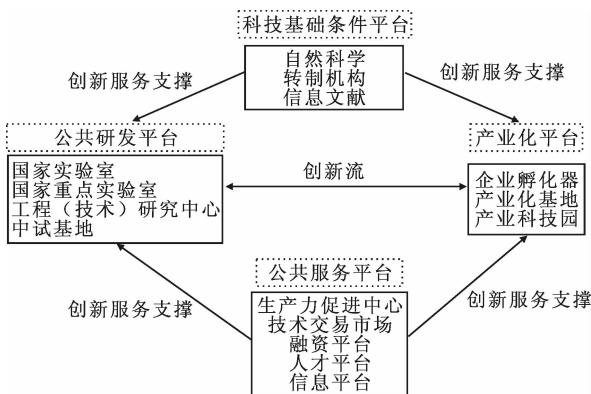 科技基础条件平台
自然科学
转制机构
信息文献
创新服务支撑
创新服务支撑
公共研发平台
产业化平台
国家实验室
国家重点实验室
工程（技术）研究中心
中试基地
创新流
企业孵化器
产业化基地
产业科技园
公共服务平台
生产力促进中心
技术交易市场
融资平台
人才平台
信息平台
创新服务支撑
创新服务支撑